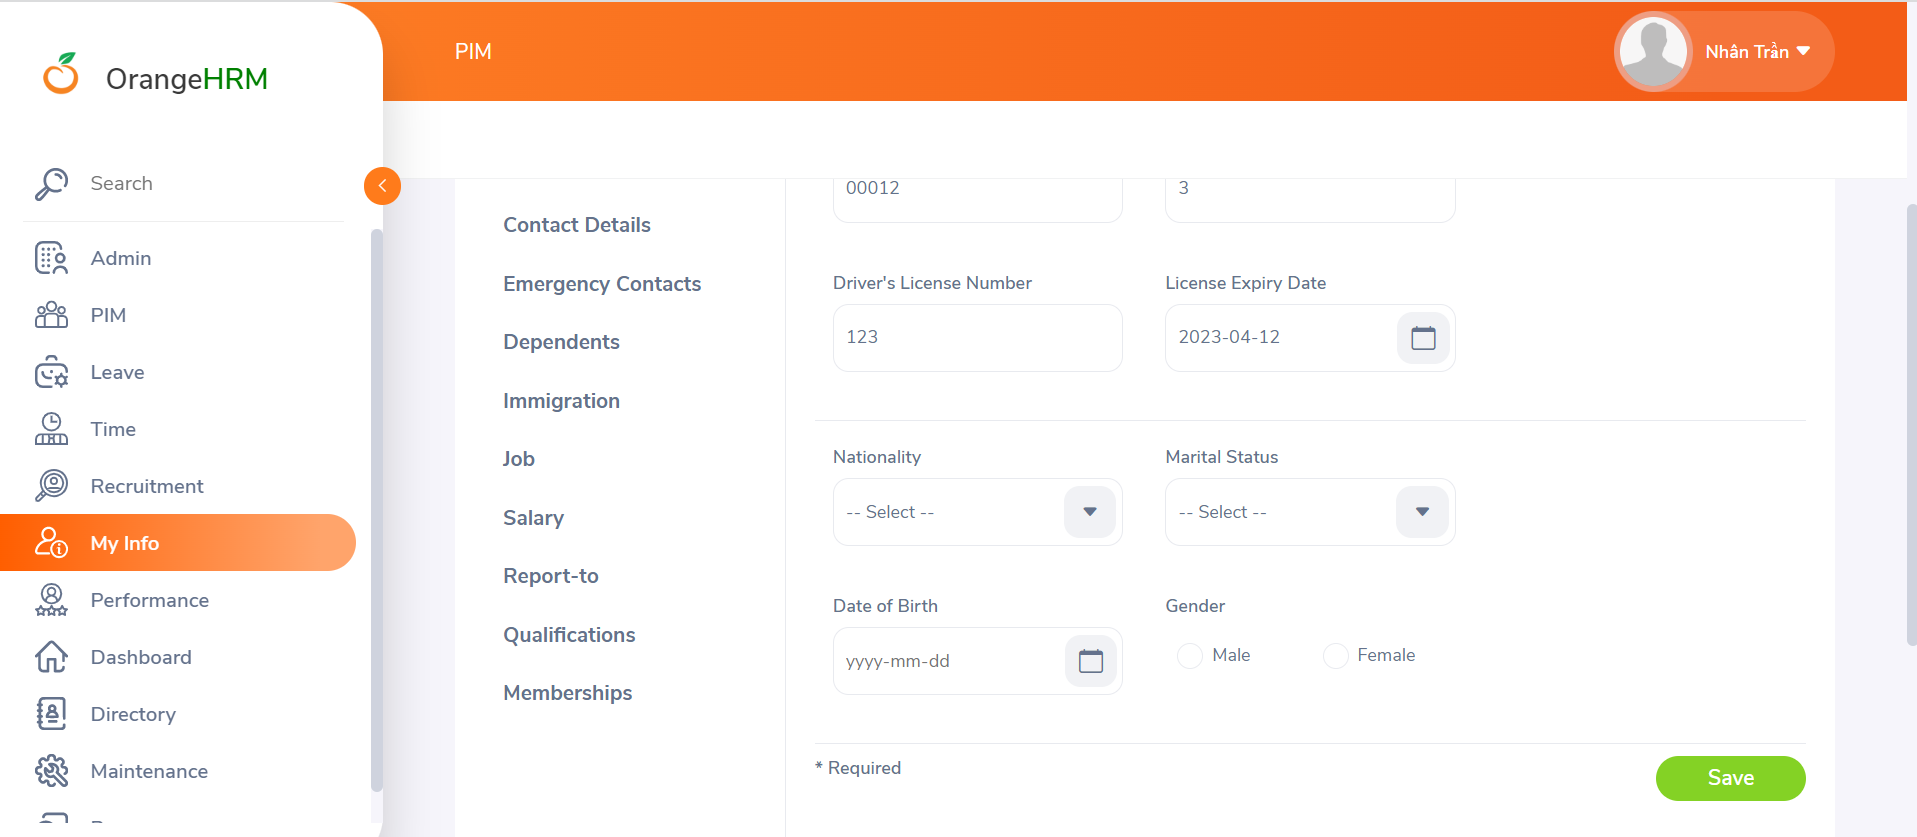 PIM
Nhân Trần
OrangeHRM
Search
Admin
PIM
Leave
Time
Recruitment
My Info
Performance
Dashboard
Directory
Maintenance
Contact Details
Emergency Contacts
Dependents
Immigration
Job
Salary
Report-to
Qualifications
Memberships
00012
3
Driver's License Number
License Expiry Date
123
2023-04-12
Nationality
Marital Status
-- Select --
-- Select --
Date of Birth
Gender
yyyy-mm-dd
Male
Female
* Required
Save